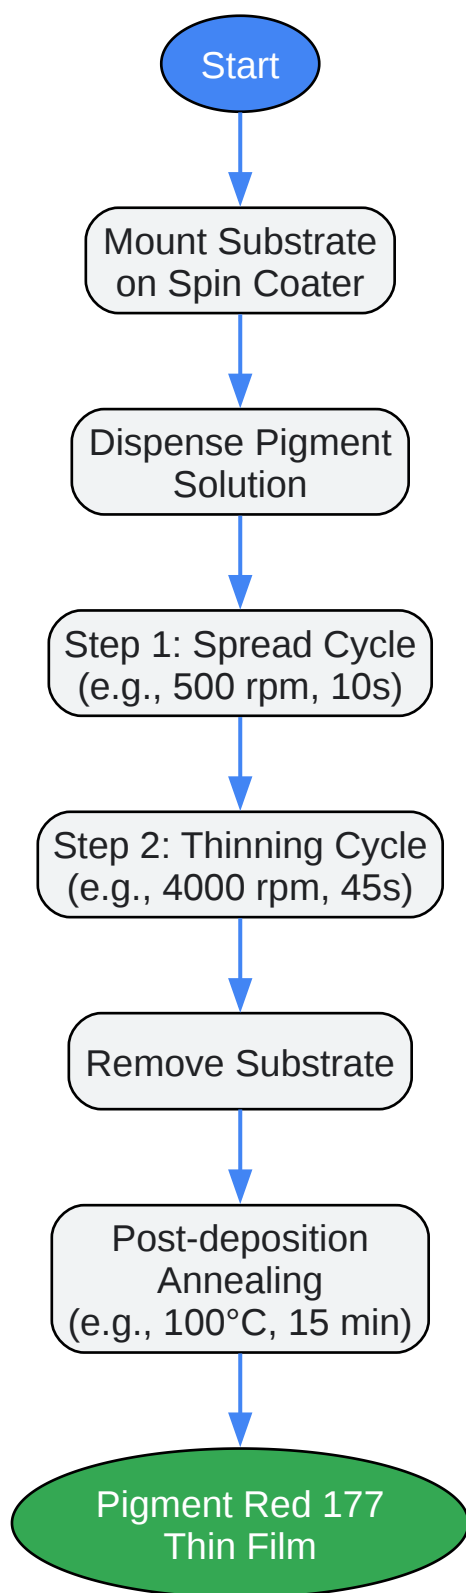 Start
Mount Substrate
on Spin Coater
Dispense Pigment
Solution
Step 1: Spread Cycle
(e.g., 500 rpm, 10s)
Step 2: Thinning Cycle
(e.g., 4000 rpm, 45s)
Remove Substrate
Post-deposition
Annealing
(e.g., 100°C, 15 min)
Pigment Red 177
Thin Film